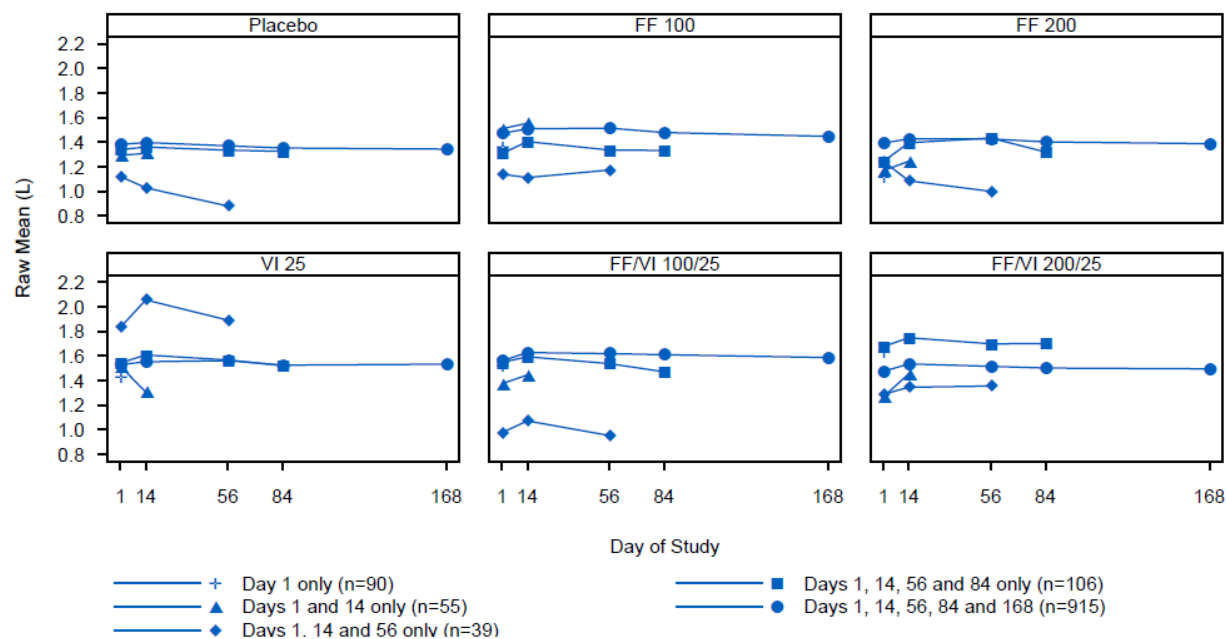 Placebo
FF 100
FF 200
2.2
2.0
1.8
1.6
1.4
1.2
1.0
0.8
VI 25
FF/VI 100/25
FF/VI 200/25
2.2
2.0
1.8
1.6
1.4
1.2
1.0
0.8
Raw Mean (L)
1 14 56 84 168
1 14 56 84 168
1 14 56 84 168
Day of Study
Day 1 only (n=90)
Days 1 and 14 only (n=55)
Days 1, 14 and 56 only (n=39)
Days 1, 14, 56 and 84 only (n=106)
Days 1, 14, 56, 84 and 168 (n=915)